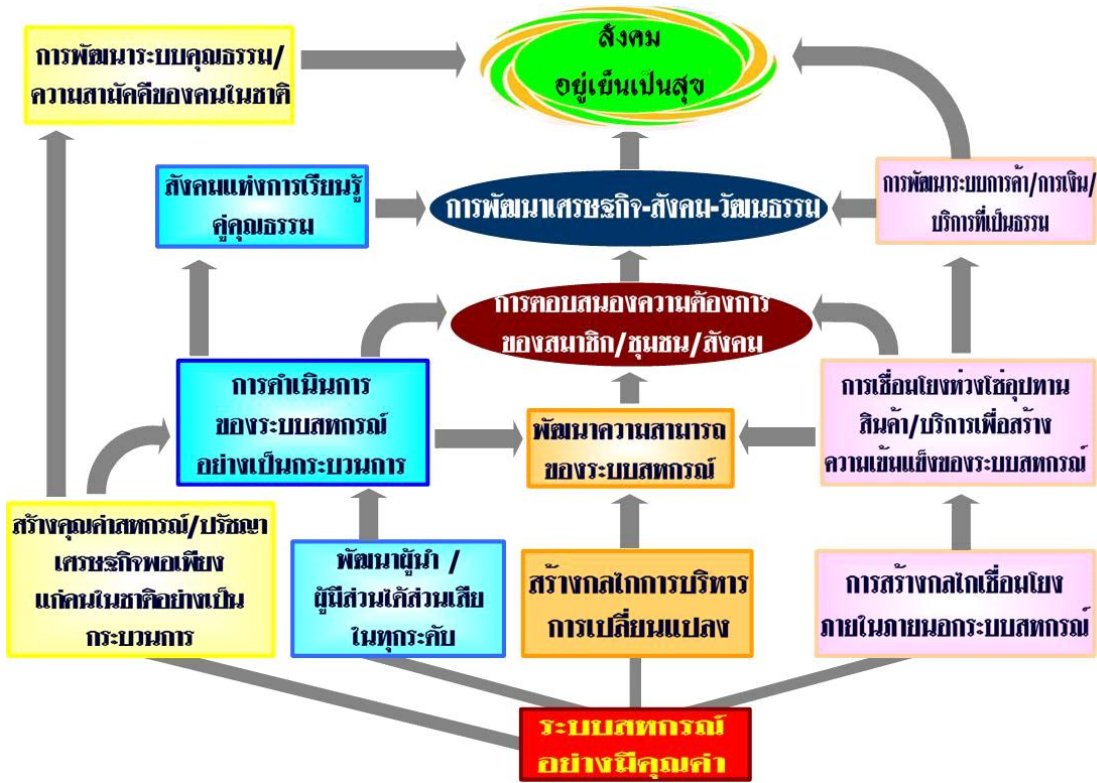 สังคม
อยู่เย็นเป็นสุข
การพัฒนาระบบคุณธรรม/
ความสามัคคีของคนในชาติ
สังคมแห่งการเรียนรู้
คู่คุณธรรม
การพัฒนาเศรษฐกิจ-สังคม-วัฒนธรรม
การพัฒนาระบบการค้า/การเงิน/
บริการที่เป็นธรรม
การตอบสนองความต้องการ
ของสมาชิก/ชุมชน/สังคม
การดำเนินการ
ของระบบสหกรณ์
อย่างเป็นกระบวนการ
พัฒนาความสามารถ
ของระบบสหกรณ์
การเชื่อมโยงห่วงโซ่อุปทาน
สินค้า/บริการเพื่อสร้าง
ความเข้มแข็งของระบบสหกรณ์
สร้างคุณค่าสหกรณ์/ปรัชญา
เศรษฐกิจพอเพียง
แก่คนในชาติอย่างเป็น
กระบวนการ
พัฒนาผู้นำ /
ผู้มีส่วนได้ส่วนเสีย
ในทุกระดับ
สร้างกลไกการบริหาร
การเปลี่ยนแปลง
การสร้างกลไกเชื่อมโยง
ภายในภายนอกระบบสหกรณ์
ระบบสหกรณ์
อย่างมีคุณค่า